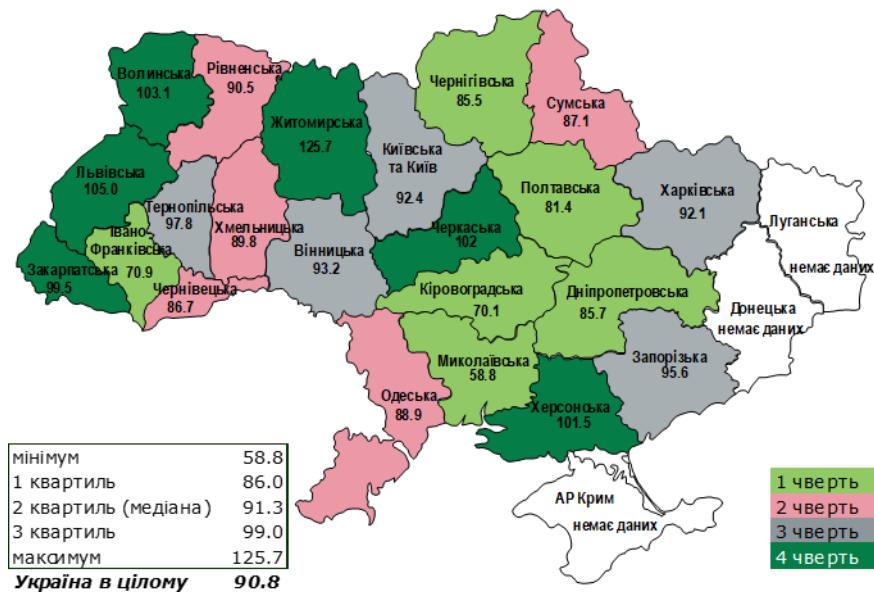 Волинська
103.1
Рівненська
90.5
Житомирська
125.7
Київська
та Київ
92.4
Чернігівська
85.5
Сумська
87.1
Львівська
105.0
Тернопільська
97.8
Хмельницька
89.8
Вінницька
93.2
Черкаська
102
Полтавська
81.4
Харківська
92.1
Луганська
немає даних
Івано-
Франківська
70.9
Закарпатська
99.5
Чернівецька
86.7
Кіровоградська
70.1
Дніпропетровська
85.7
Донецька
немає даних
Миколаївська
58.8
Запорізька
95.6
Одеська
88.9
Херсонська
101.5
АР Крим
немає даних
мінімум 58.8
1 квартиль 86.0
2 квартиль (медіана) 91.3
3 квартиль 99.0
максимум 125.7
Україна в цілому 90.8
1 чверть
2 чверть
3 чверть
4 чверть